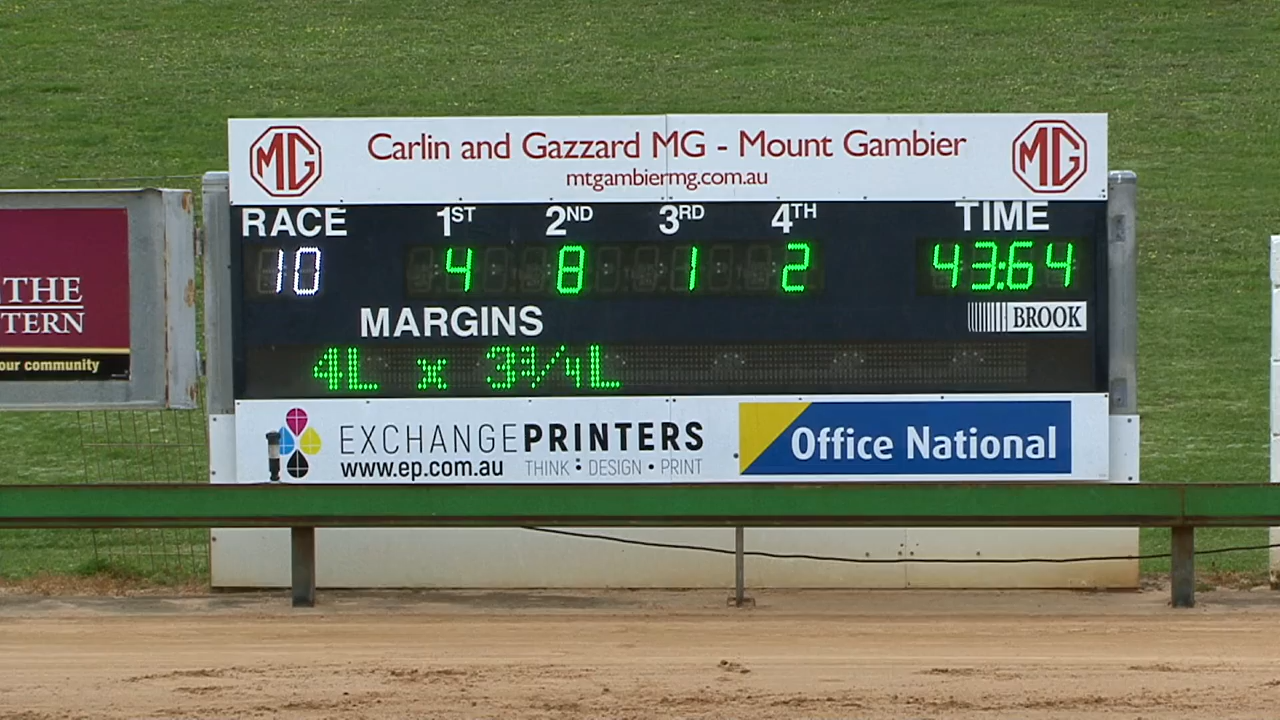 MG Carlin and Gazzard MG - Mount Gambier MG
mtgambiermg.com.au
RACE 1ST 2ND 3RD 4TH TIME
10 4 8 1 2 43:64
BROOK
MARGINS
4L x 3¾L
THE
TERN
our community
EXCHANGEPRINTERS
www.ep.com.au THINK : DESIGN • PRINT
Office National